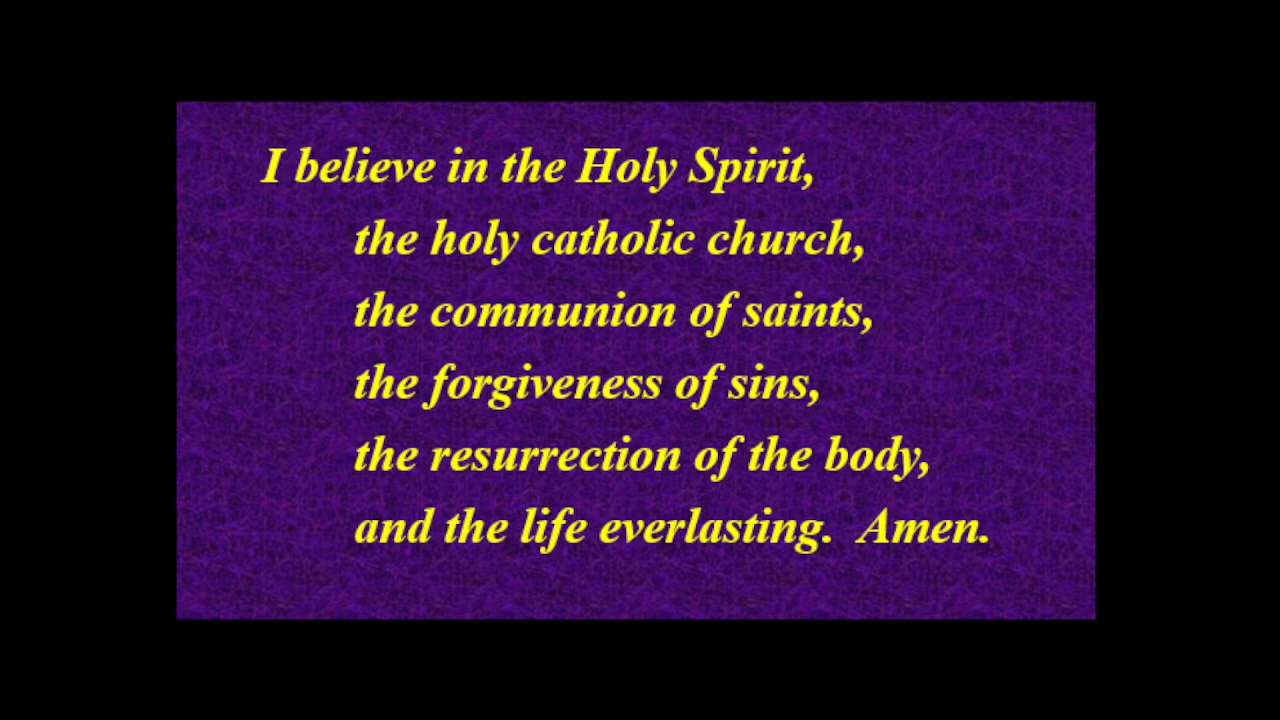 I believe in the Holy Spirit,
the holy catholic church,
the communion of saints,
the forgiveness of sins,
the resurrection of the body,
and the life everlasting.  Amen.